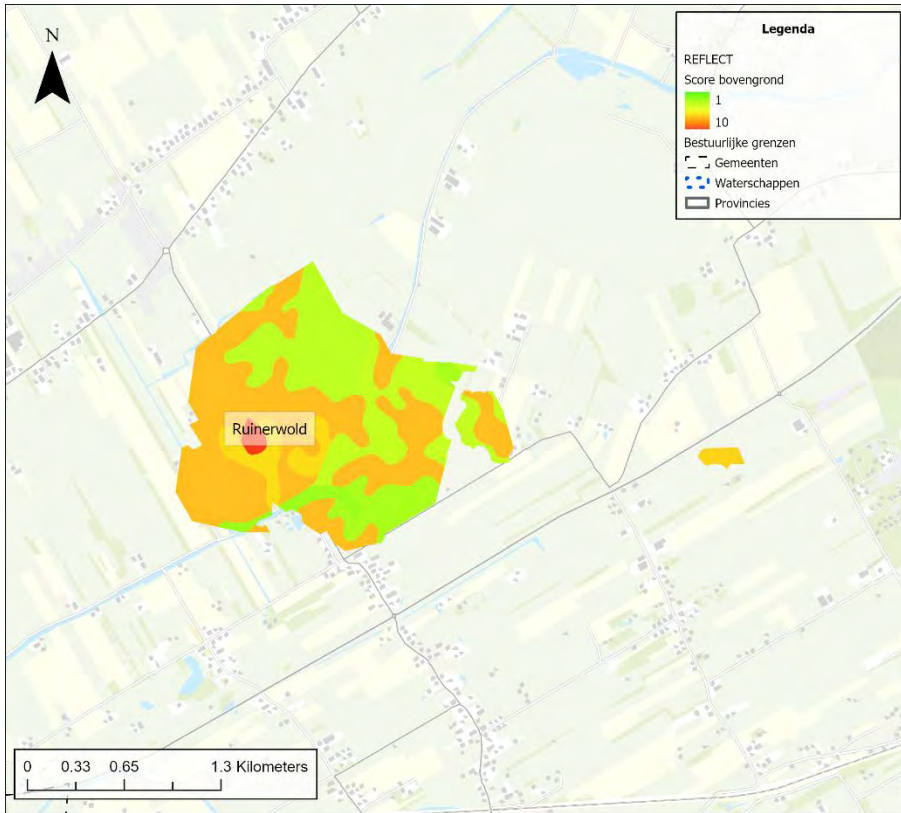 N
Legenda
REFLECT
Score bovengrond
1
10
Bestuurlijke grenzen
Gemeenten
Waterschappen
Provincies
Ruinerwold
0 0.33 0.65 1.3 Kilometers